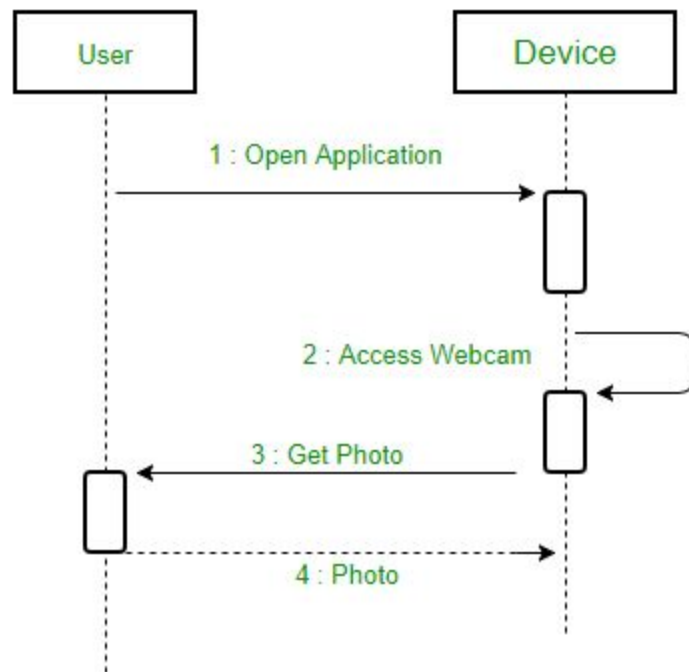 User
Device
1 : Open Application
2 : Access Webcam
3 : Get Photo
4 : Photo